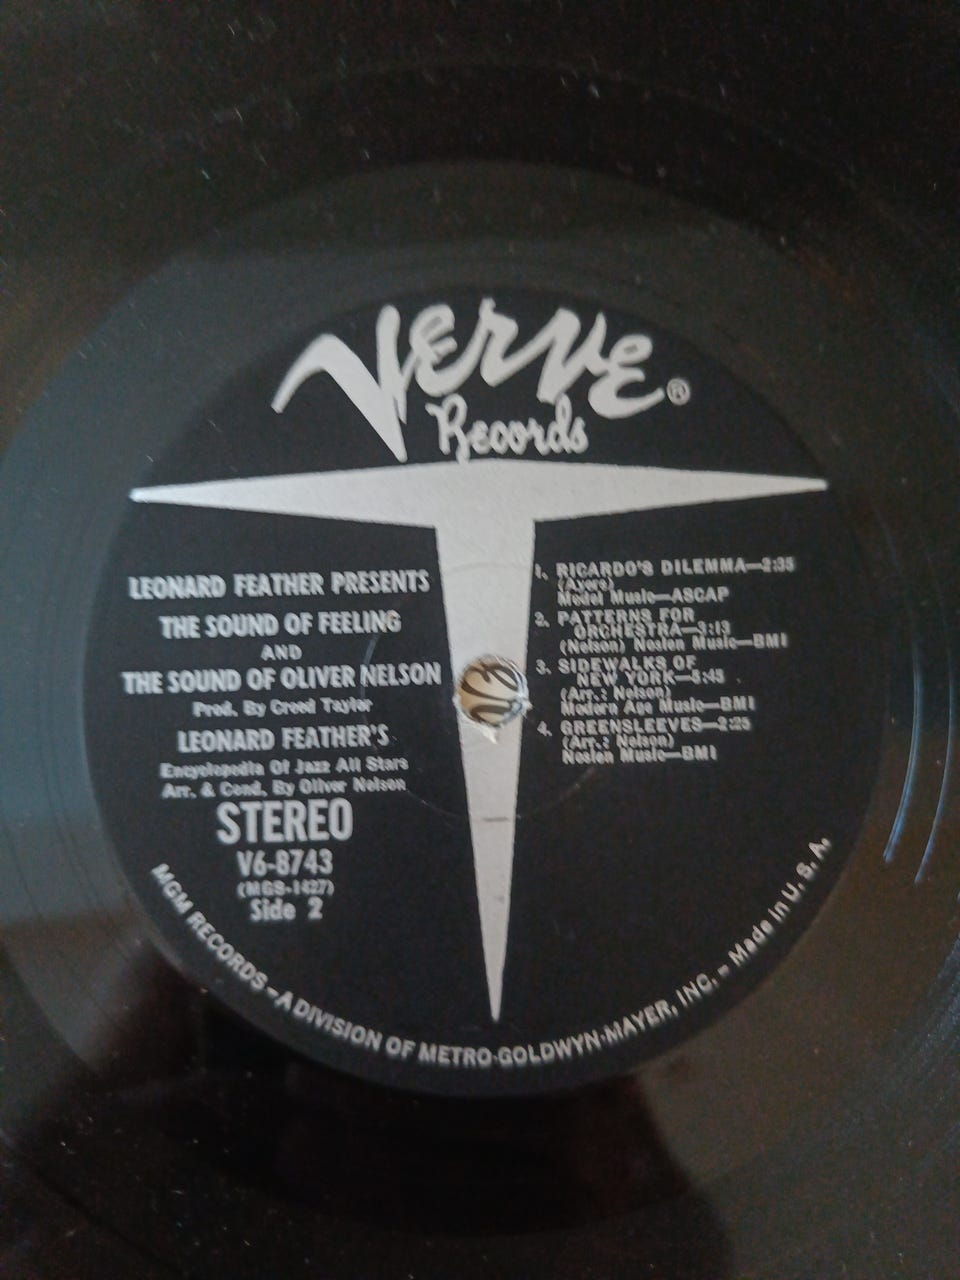 Verve ®
Records
LEONARD FEATHER PRESENTS
THE SOUND OF FEELING
AND
THE SOUND OF OLIVER NELSON
Prod. By Creed Taylor
LEONARD FEATHER'S
Encyclopedia Of Jazz All Stars
Arr. & Cond. By Oliver Nelson
STEREO
V6-8743
(MGS-1427)
Side 2
1. RICARDO'S DILEMMA—2:35
(Ayers)
Model Music—ASCAP
2. PATTERNS FOR
ORCHESTRA—3:13
(Nelson) Noslen Music—BMI
3. SIDEWALKS OF
NEW YORK—5:45
(Arr.: Nelson)
Modern Age Music—BMI
4. GREENSLEEVES—2:25
(Arr.: Nelson)
Noslen Music—BMI
MGM RECORDS – A DIVISION OF METRO-GOLDWYN-MAYER, INC. – Made in U. S. A.